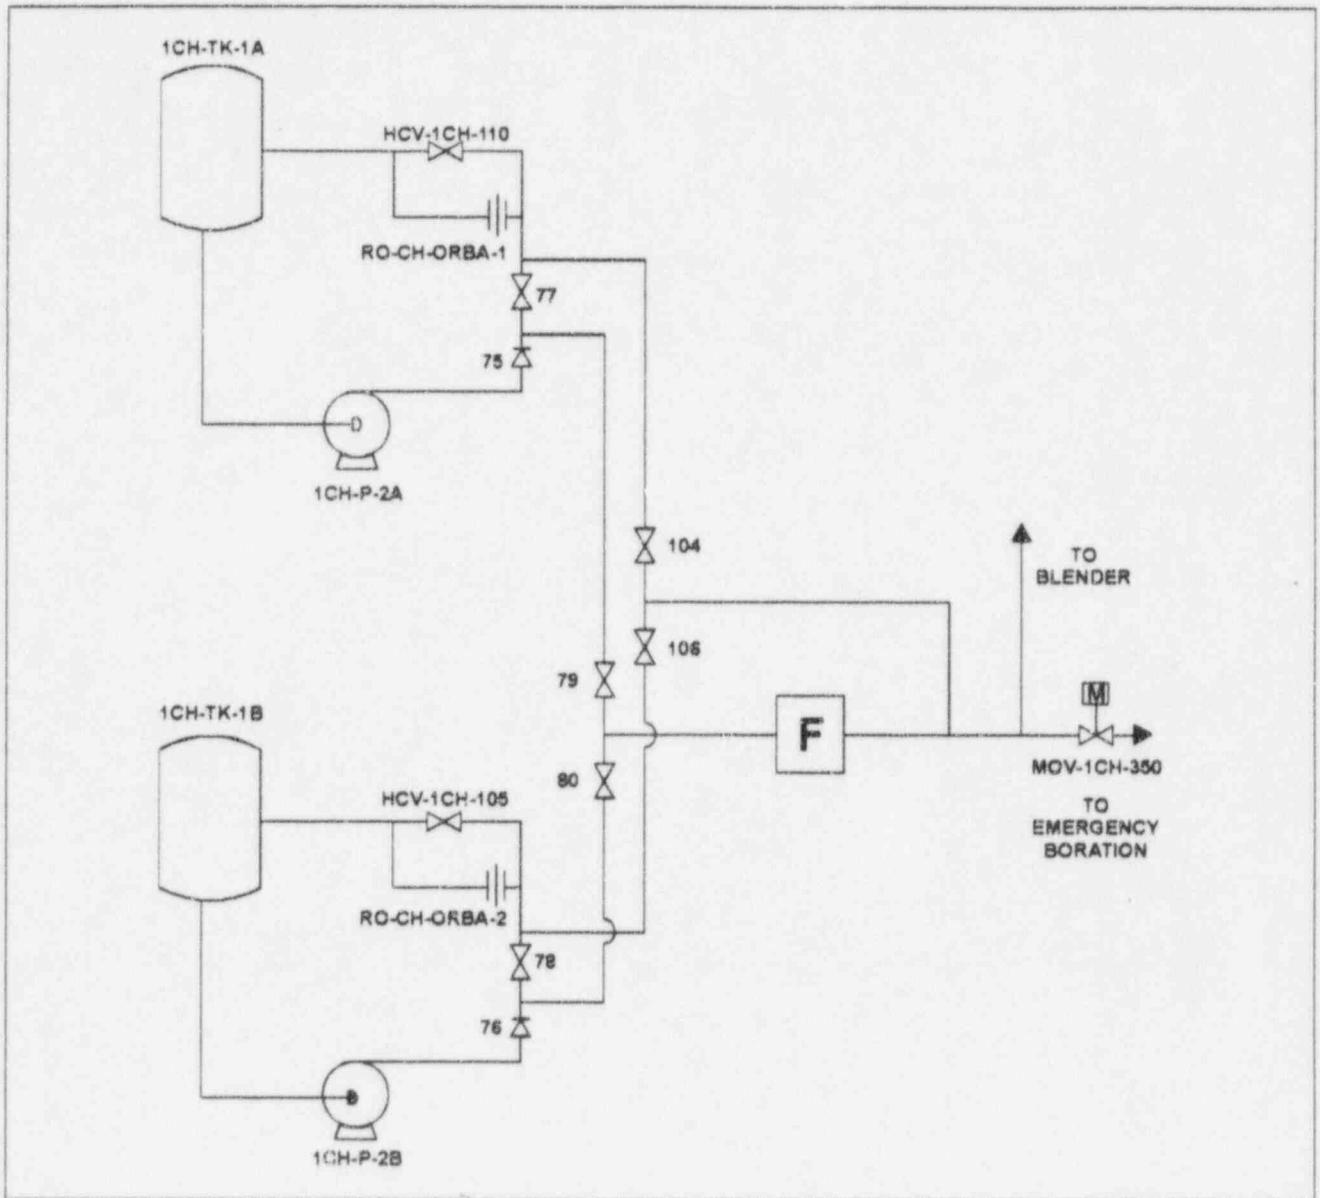 1CH-TK-1A
HCV-1CH-110
RO-CH-ORBA-1
77
75
D
1CH-P-2A
104
TO
BLENDER
106
79
1CH-TK-1B
M
F
80
MOV-1CH-350
HCV-1CH-105
TO
EMERGENCY
BORATION
RO-CH-ORBA-2
78
76
1CH-P-2B